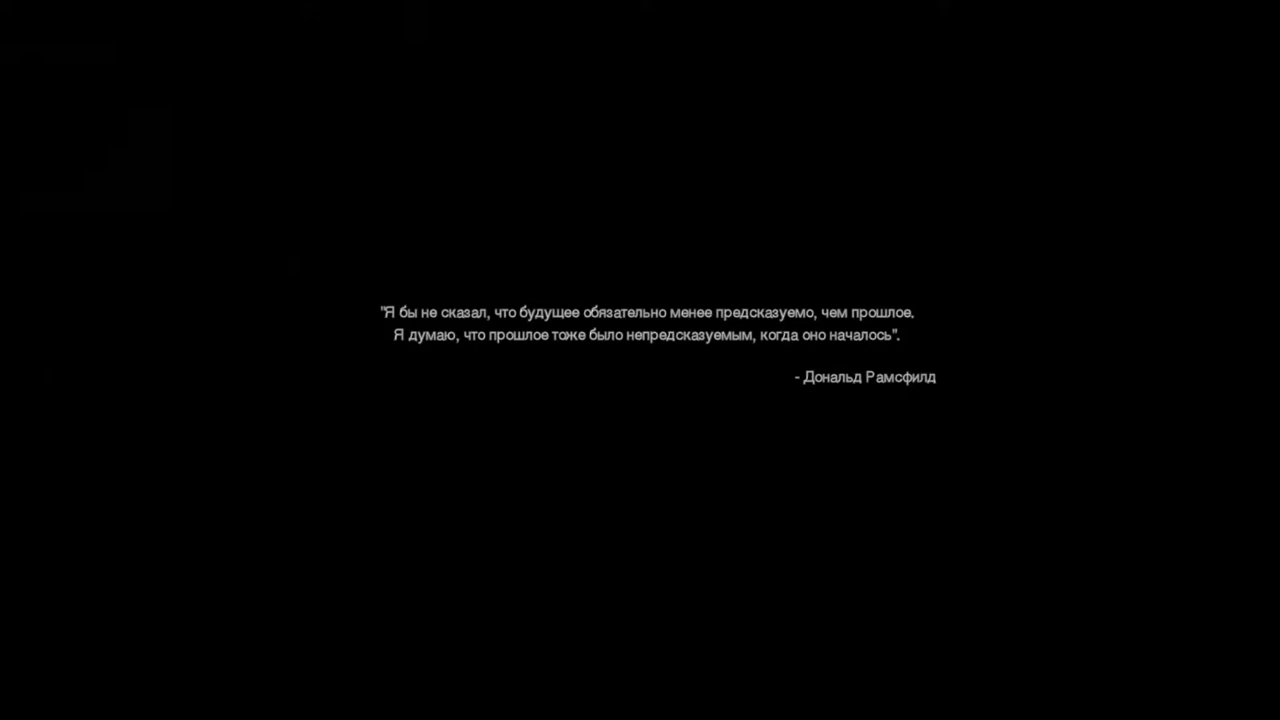 "Я бы не сказал, что будущее обязательно менее предсказуемо, чем прошлое.
Я думаю, что прошлое тоже было непредсказуемым, когда оно началось".
- Дональд Рамсфилд